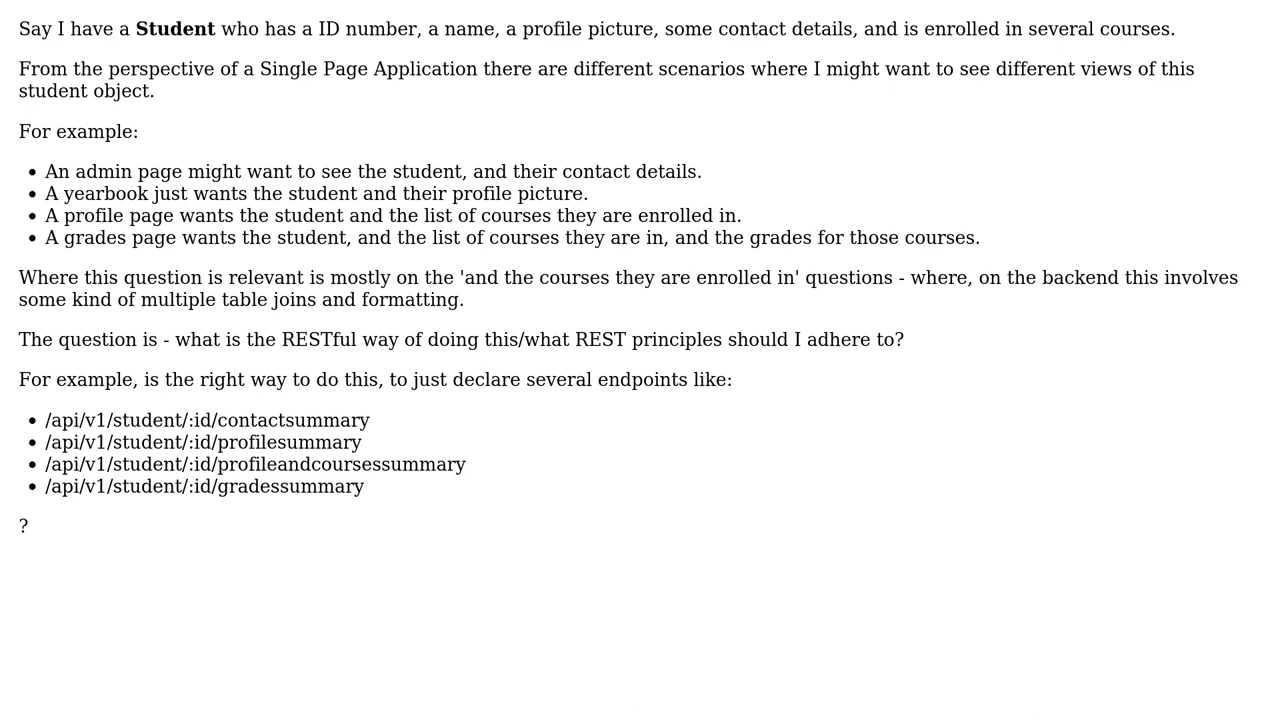 Say I have a Student who has a ID number, a name, a profile picture, some contact details, and is enrolled in several courses.
From the perspective of a Single Page Application there are different scenarios where I might want to see different views of this
student object.
For example:
• An admin page might want to see the student, and their contact details.
• A yearbook just wants the student and their profile picture.
• A profile page wants the student and the list of courses they are enrolled in.
• A grades page wants the student, and the list of courses they are in, and the grades for those courses.
Where this question is relevant is mostly on the 'and the courses they are enrolled in' questions - where, on the backend this involves
some kind of multiple table joins and formatting.
The question is - what is the RESTful way of doing this/what REST principles should I adhere to?
For example, is the right way to do this, to just declare several endpoints like:
• /api/v1/student/:id/contactsummary
• /api/v1/student/:id/profilesummary
• /api/v1/student/:id/profileandcoursessummary
• /api/v1/student/:id/gradessummary
?